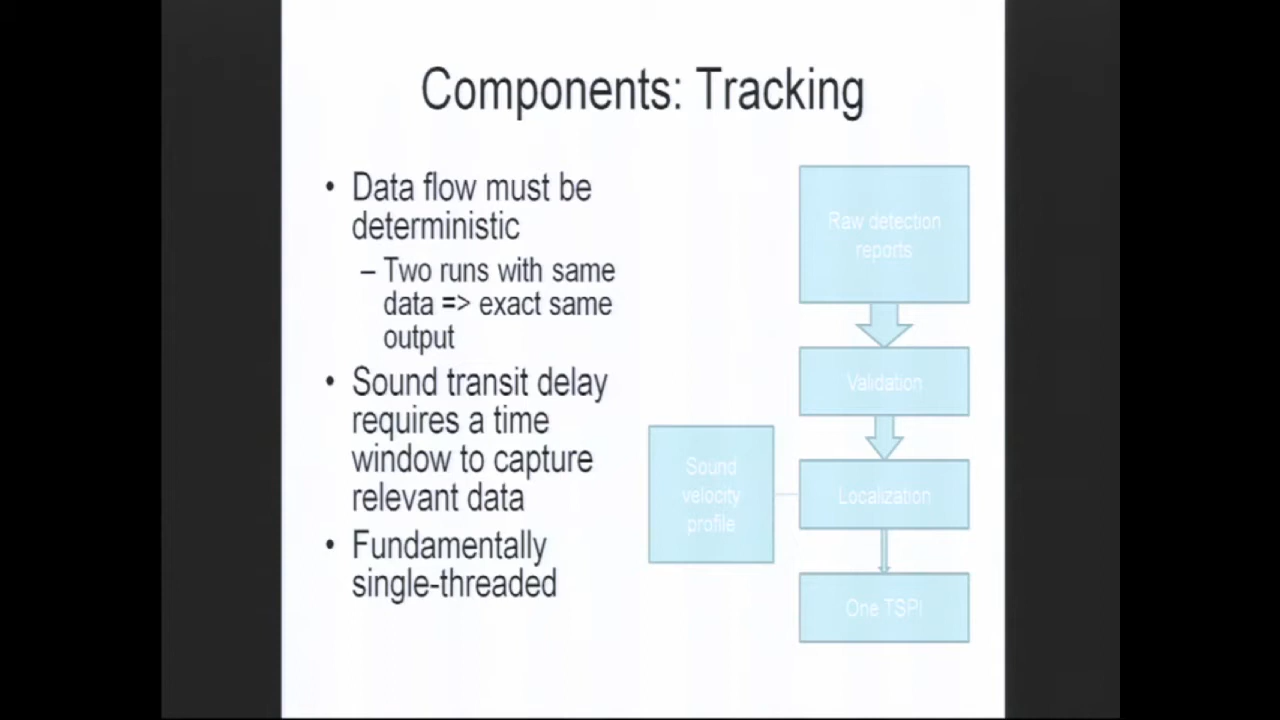 Components: Tracking
• Data flow must be
deterministic
– Two runs with same
data => exact same
output
• Sound transit delay
requires a time
window to capture
relevant data
• Fundamentally
single-threaded
Raw detection
reports
Validation
Sound
velocity
profile
Localization
One TSPI